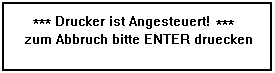 *** Drucker ist Angesteuert! ***
zum Abbruch bitte ENTER druecken